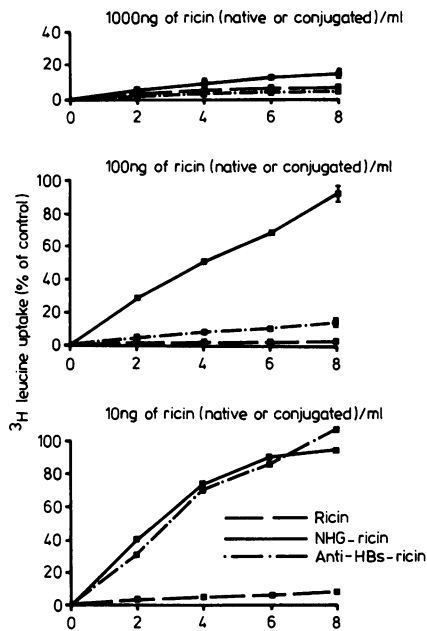 1000ng of ricin (native or conjugated)/ml
40
20
0
0 2 4 6 8
100ng of ricin (native or conjugated)/ml
100
80
60
40
20
0
0 2 4 6 8
³H leucine uptake (% of control)
10ng of ricin (native or conjugated)/ml
100
80
60
40
20
0
Ricin
NHG-ricin
Anti-HBs-ricin
0 2 4 6 8